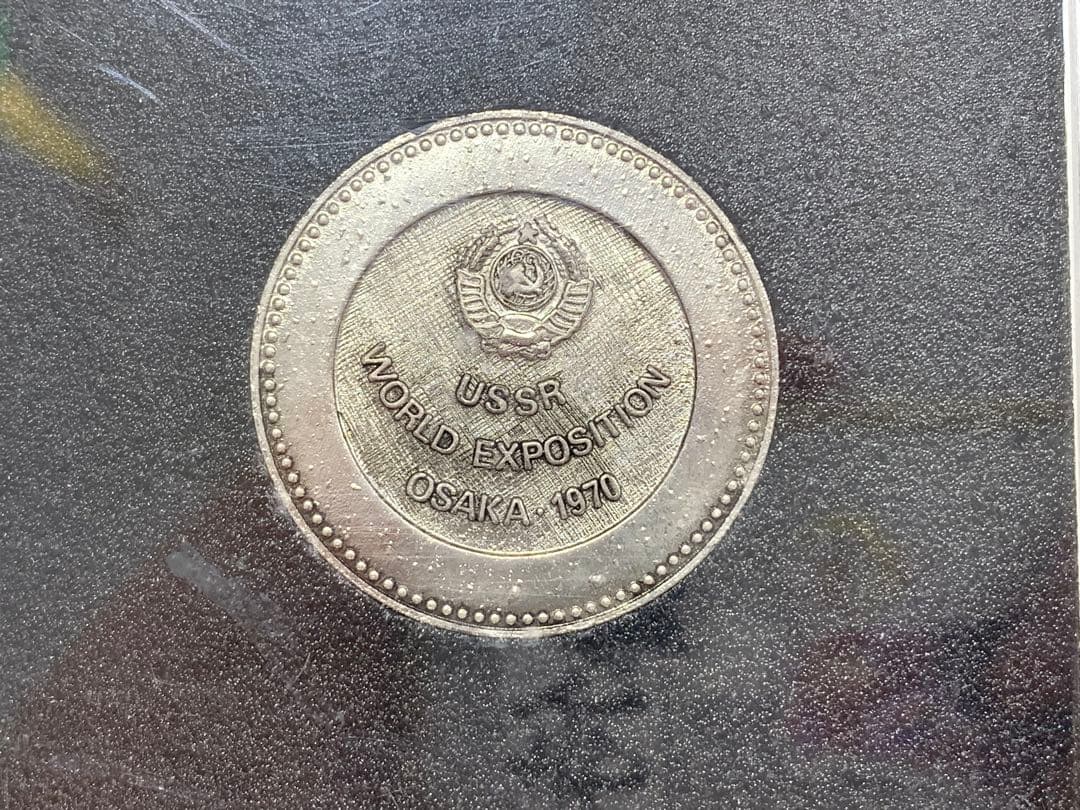 USSR
WORLD EXPOSITION
OSAKA · 1970